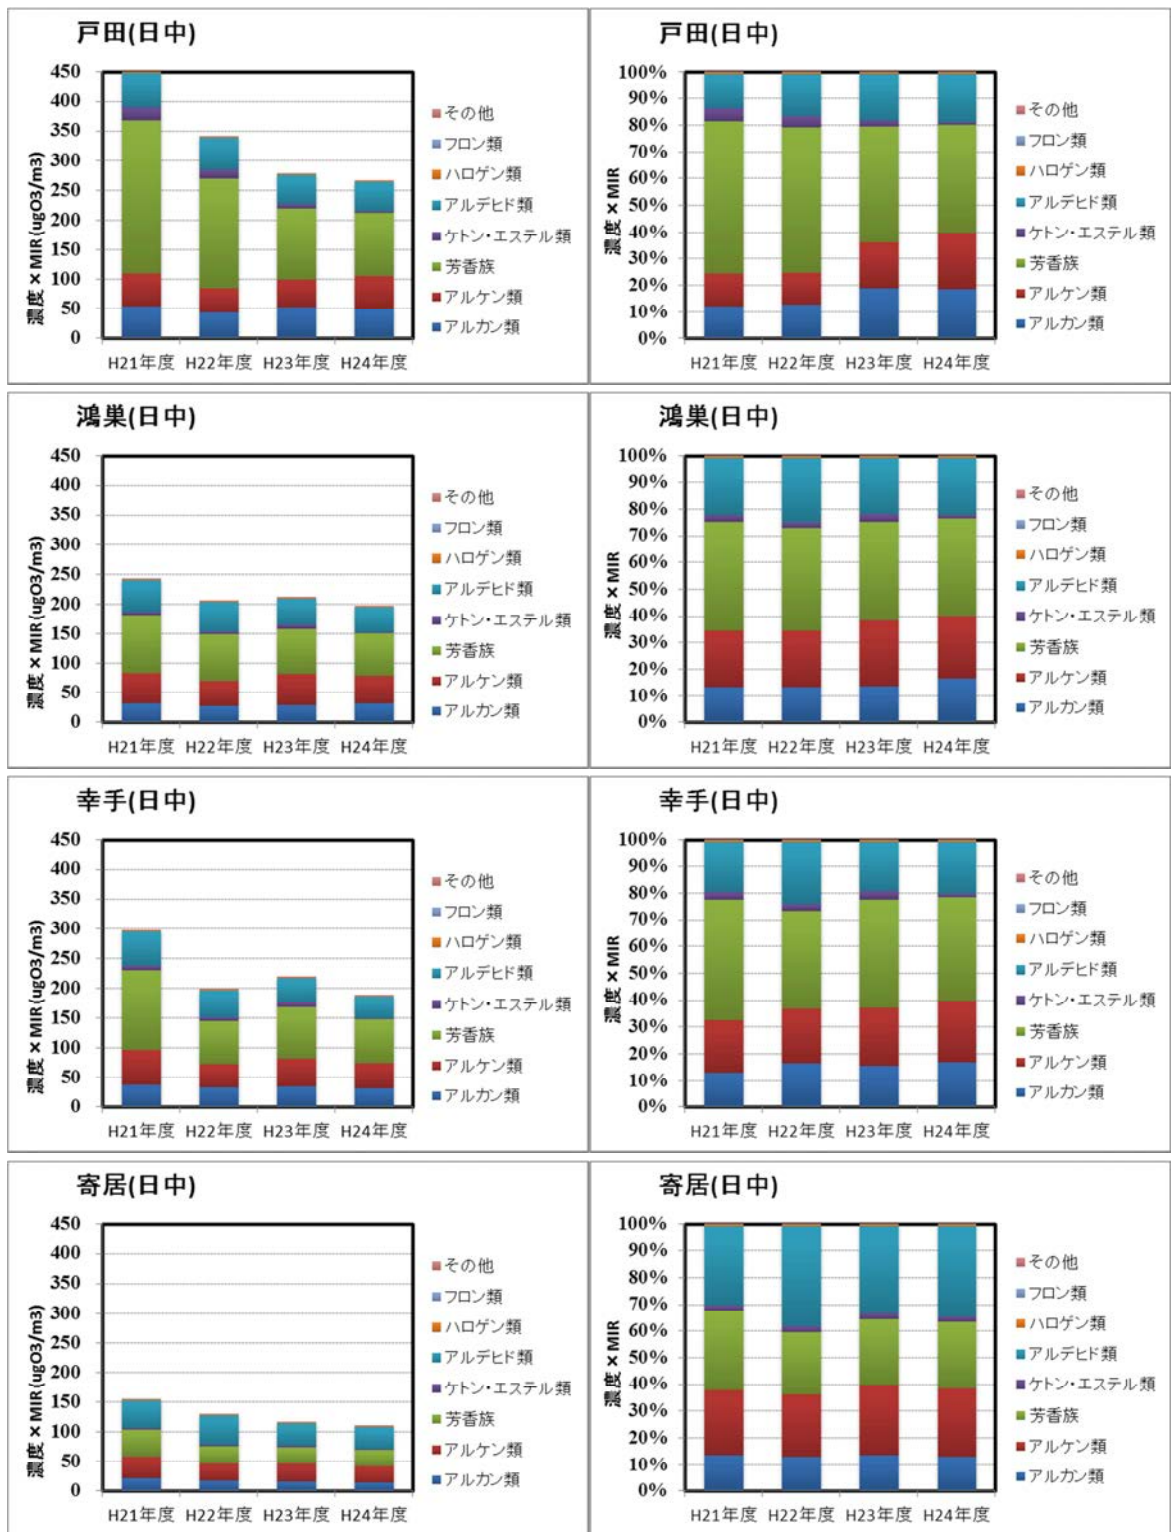 戸田(日中)
濃度×MIR(ugO3/m3)
450
400
350
300
250
200
150
100
50
0
H21年度 H22年度 H23年度 H24年度
その他
フロン類
ハロゲン類
アルデヒド類
ケトン・エステル類
芳香族
アルケン類
アルカン類
戸田(日中)
濃度×MIR
100%
90%
80%
70%
60%
50%
40%
30%
20%
10%
0%
H21年度 H22年度 H23年度 H24年度
その他
フロン類
ハロゲン類
アルデヒド類
ケトン・エステル類
芳香族
アルケン類
アルカン類
鴻巣(日中)
濃度×MIR(ugO3/m3)
450
400
350
300
250
200
150
100
50
0
H21年度 H22年度 H23年度 H24年度
その他
フロン類
ハロゲン類
アルデヒド類
ケトン・エステル類
芳香族
アルケン類
アルカン類
鴻巣(日中)
濃度×MIR
100%
90%
80%
70%
60%
50%
40%
30%
20%
10%
0%
H21年度 H22年度 H23年度 H24年度
その他
フロン類
ハロゲン類
アルデヒド類
ケトン・エステル類
芳香族
アルケン類
アルカン類
幸手(日中)
濃度×MIR(ugO3/m3)
450
400
350
300
250
200
150
100
50
0
H21年度 H22年度 H23年度 H24年度
その他
フロン類
ハロゲン類
アルデヒド類
ケトン・エステル類
芳香族
アルケン類
アルカン類
幸手(日中)
濃度×MIR
100%
90%
80%
70%
60%
50%
40%
30%
20%
10%
0%
H21年度 H22年度 H23年度 H24年度
その他
フロン類
ハロゲン類
アルデヒド類
ケトン・エステル類
芳香族
アルケン類
アルカン類
寄居(日中)
濃度×MIR(ugO3/m3)
450
400
350
300
250
200
150
100
50
0
H21年度 H22年度 H23年度 H24年度
その他
フロン類
ハロゲン類
アルデヒド類
ケトン・エステル類
芳香族
アルケン類
アルカン類
寄居(日中)
濃度×MIR
100%
90%
80%
70%
60%
50%
40%
30%
20%
10%
0%
H21年度 H22年度 H23年度 H24年度
その他
フロン類
ハロゲン類
アルデヒド類
ケトン・エステル類
芳香族
アルケン類
アルカン類